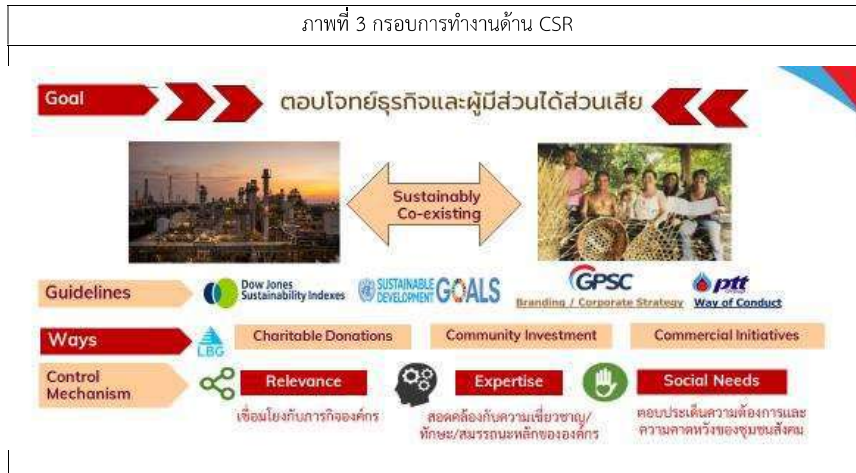 ภาพที่ 3 กรอบการทำงานด้าน CSR
Goal
ตอบโจทย์ธุรกิจและผู้มีส่วนได้ส่วนเสีย
Sustainably
Co-existing
Guidelines
Dow Jones
Sustainability Indexes
SUSTAINABLE
DEVELOPMENT
GOALS
GPSC
Branding / Corporate Strategy
ptt
Way of Conduct
Ways
LBG
Charitable Donations
Community Investment
Commercial Initiatives
Control
Mechanism
Relevance
Expertise
Social Needs
เชื่อมโยงกับภารกิจองค์กร
สอดคล้องกับความเชี่ยวชาญ/
ทักษะ/สมรรถนะหลักขององค์กร
ตอบประเด็นความต้องการและ
ความคาดหวังของชุมชนสังคม